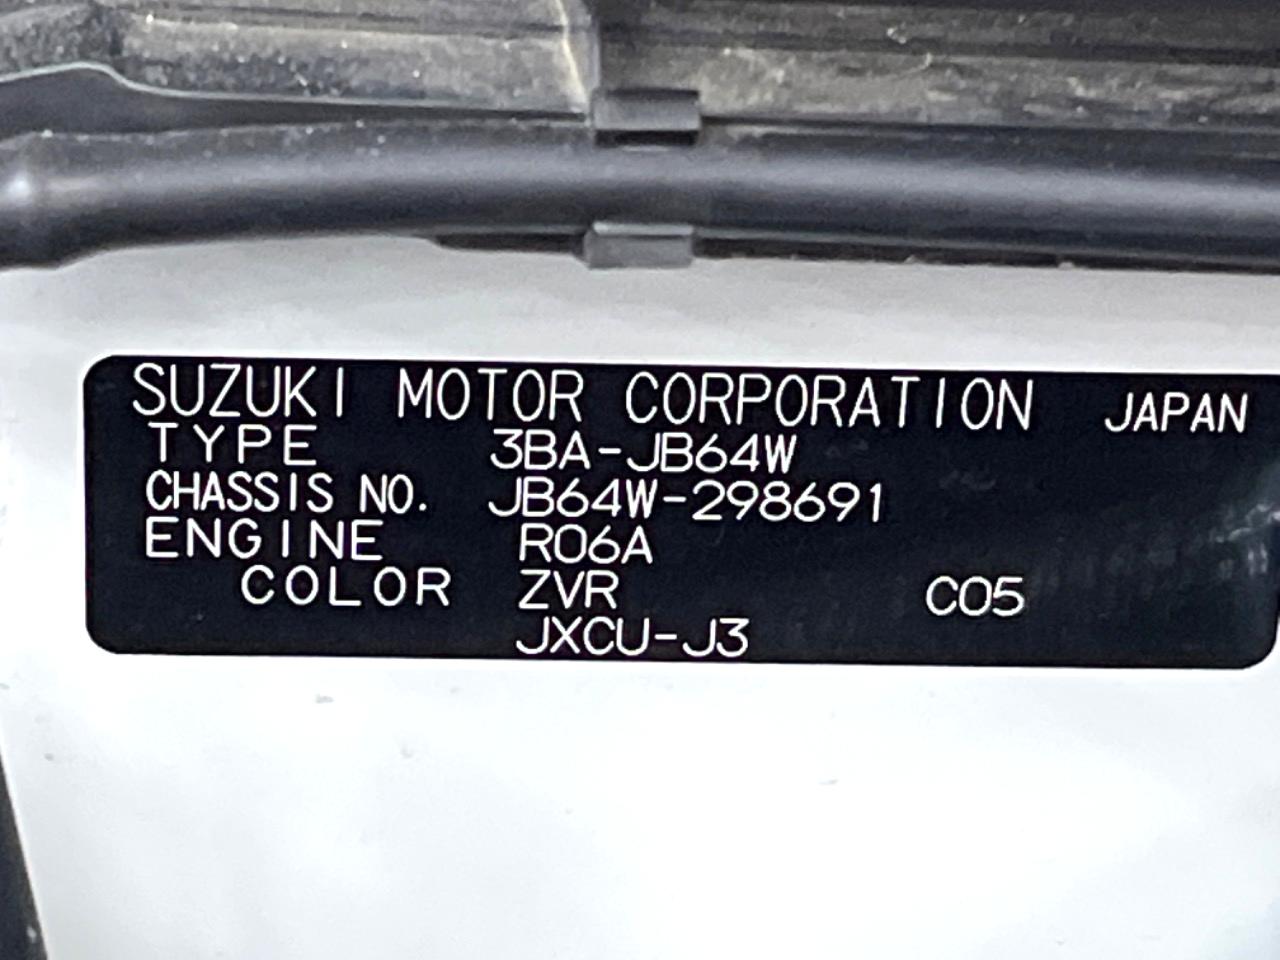 SUZUKI MOTOR CORPORATION JAPAN
TYPE 3BA-JB64W
CHASSIS NO. JB64W-298691
ENGINE R06A
COLOR ZVR C05
JXCU-J3